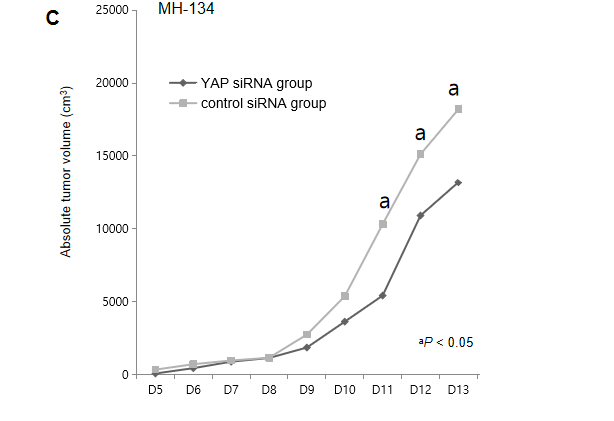 C
MH-134
Absolute tumor volume (cm³)
25000
20000
15000
10000
5000
0
YAP siRNA group
control siRNA group
a
a
a
ᵃP < 0.05
D5 D6 D7 D8 D9 D10 D11 D12 D13